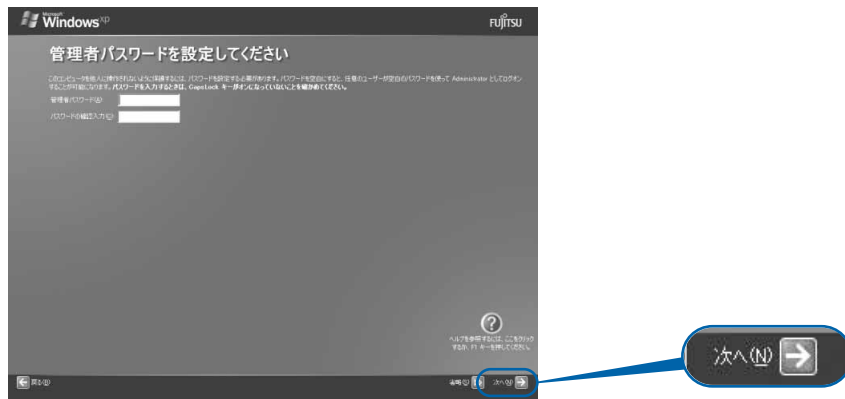 Microsoft
Windows xp
FUJITSU
管理者パスワードを設定してください
このコンピュータを他人に操作されないように保護するには、パスワードを設定する必要があります。パスワードを空白にすると、任意のユーザーが空白のパスワードを使って Administrator としてログオン
することが可能になります。パスワードを入力するときは、CapsLock キーがオンになっていないことを確かめてください。
管理者パスワード(A)
パスワードの確認入力(C)
ヘルプを参照するには、ここをクリック
するか、F1 キーを押してください。
戻る(B)
省略(S)
次へ(N)
次へ(N)